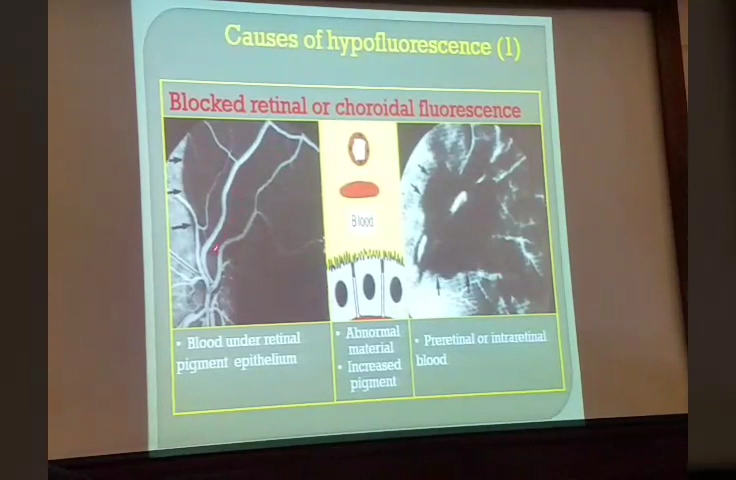 Causes of hypofluorescence (1)
Blocked retinal or choroidal fluorescence
Blood
• Blood under retinal
pigment epithelium
• Abnormal
material
• Increased
pigment
• Preretinal or intraretinal
blood